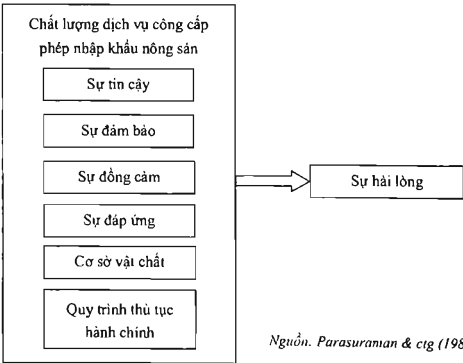 Chất lượng dịch vụ công cấp
phép nhập khẩu nông sản
Sự tin cậy
Sự đảm bảo
Sự đồng cảm
Sự đáp ứng
Cơ sở vật chất
Quy trình thủ tục
hành chính
Sự hài lòng
Nguồn. Parasuraman & ctg (198